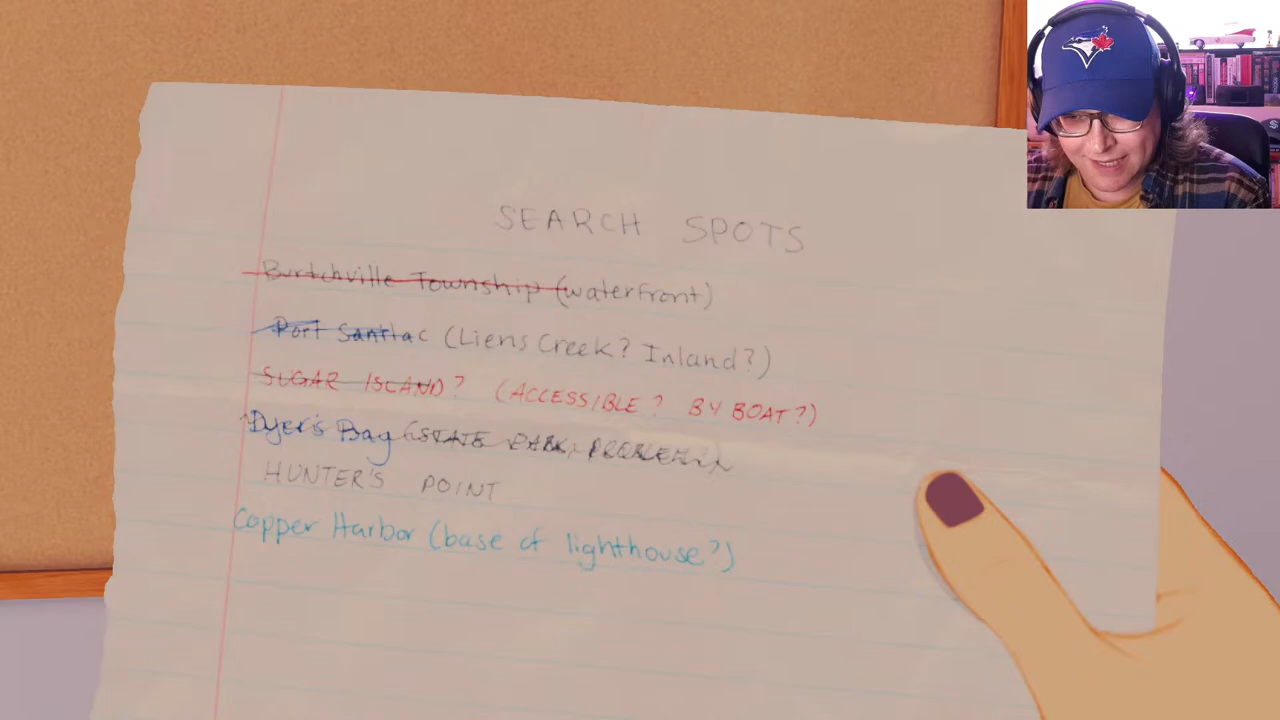 SEARCH SPOTS
Burtchville Township (waterfront)
Port Sanilac (Liens Creek? Inland?)
SUGAR ISLAND? (ACCESSIBLE? BY BOAT?)
Dyer's Bay (STATE PARK, PROBLEM
HUNTER'S POINT
Copper Harbor (base of lighthouse?)